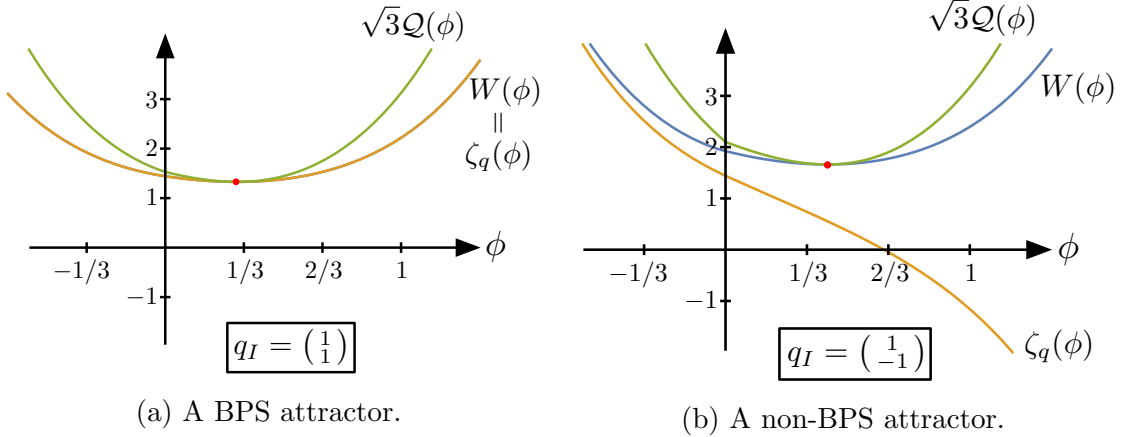 √3Q(ϕ)
W(ϕ)
=
ζ_q(ϕ)
3
2
1
−1
−1/3
1/3
2/3
1
ϕ
q_I = (1 1)
(a) A BPS attractor.
√3Q(ϕ)
W(ϕ)
3
2
1
−1
−1/3
1/3
2/3
1
ϕ
ζ_q(ϕ)
q_I = (1 −1)
(b) A non-BPS attractor.